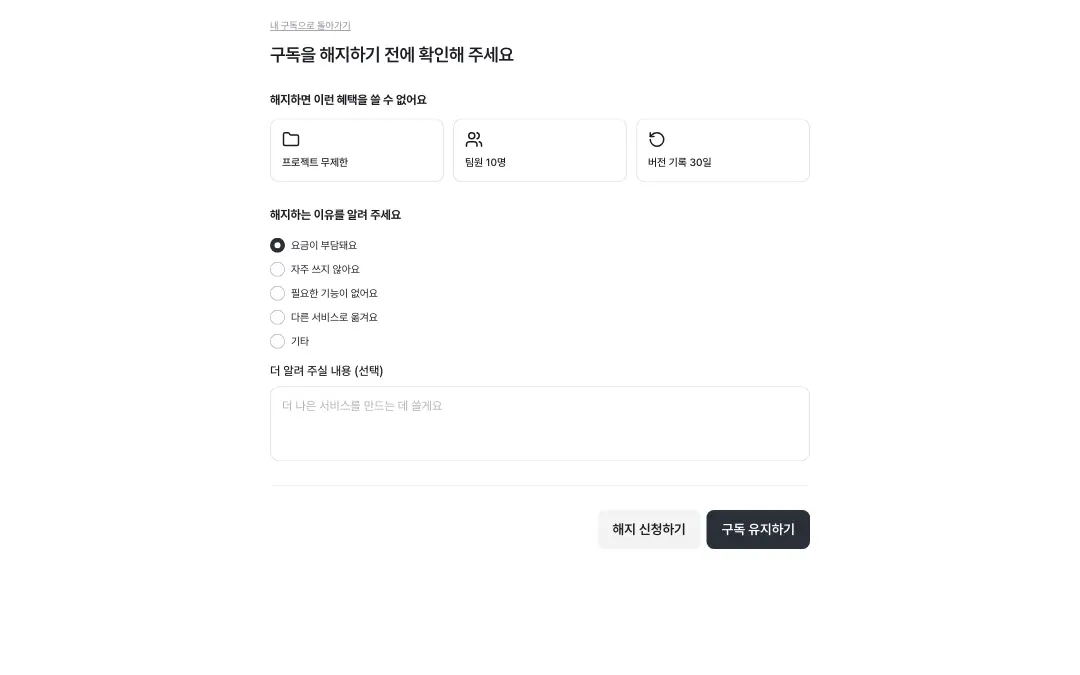 내 구독으로 돌아가기
구독을 해지하기 전에 확인해 주세요
해지하면 이런 혜택을 쓸 수 없어요
프로젝트 무제한
팀원 10명
버전 기록 30일
해지하는 이유를 알려 주세요
요금이 부담돼요
자주 쓰지 않아요
필요한 기능이 없어요
다른 서비스로 옮겨요
기타
더 알려 주실 내용 (선택)
더 나은 서비스를 만드는 데 쓸게요
해지 신청하기
구독 유지하기